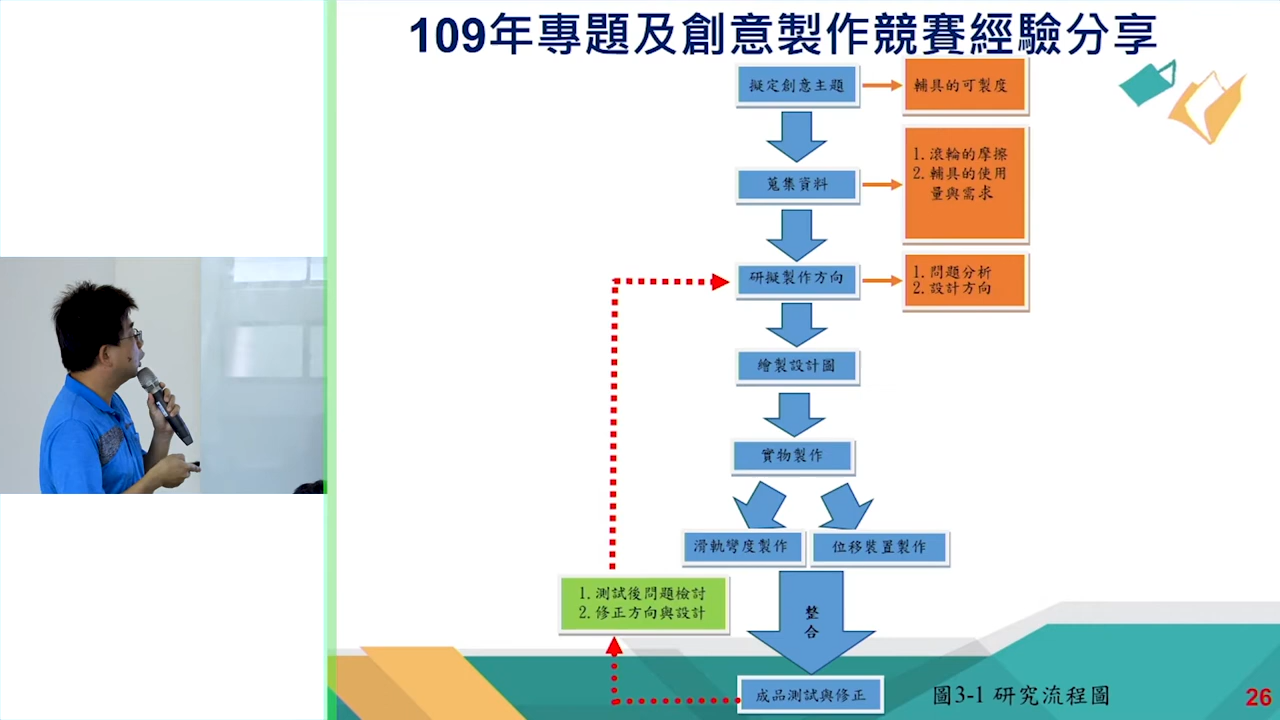 109年專題及創意製作競賽經驗分享
擬定創意主題
輔具的可製度
蒐集資料
1. 滾輪的摩擦
2. 輔具的使用
量與需求
研擬製作方向
1. 問題分析
2. 設計方向
繪製設計圖
實物製作
滑軌彎度製作
位移裝置製作
1. 測試後問題檢討
2. 修正方向與設計
整
合
成品測試與修正
圖3-1 研究流程圖
26